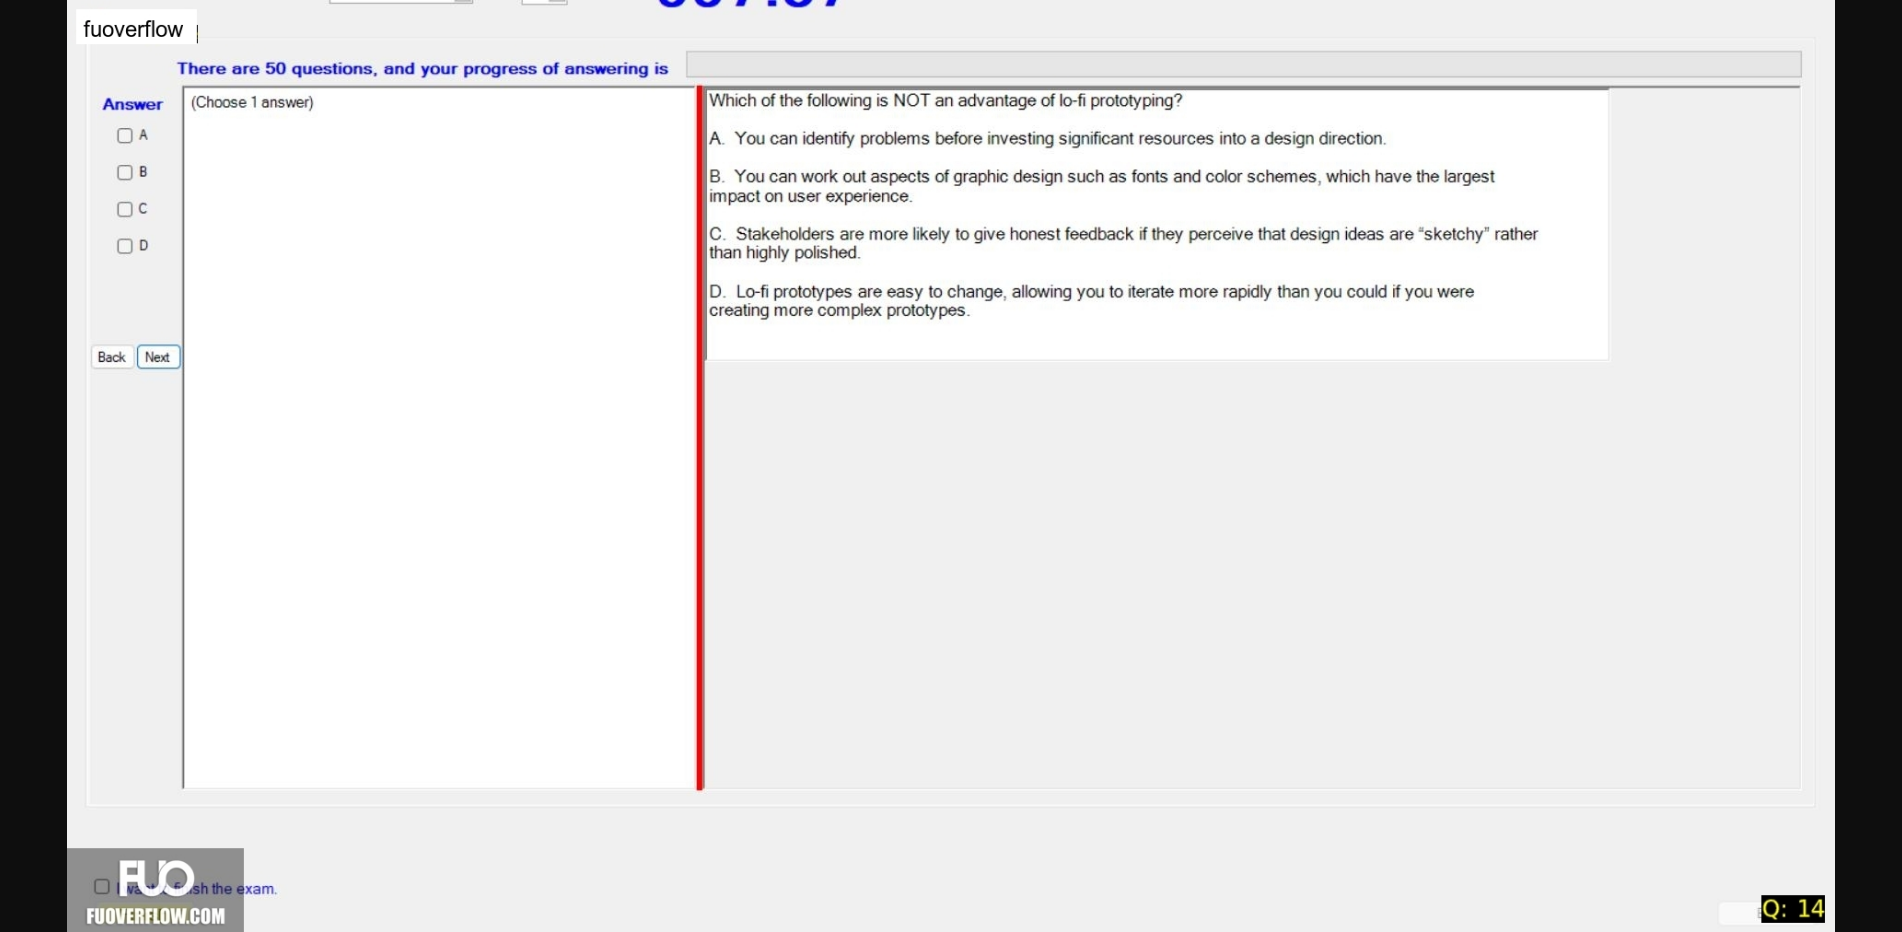 fuoverflow
There are 50 questions, and your progress of answering is
Answer
(Choose 1 answer)
A
B
C
D
Back Next
Which of the following is NOT an advantage of lo-fi prototyping?
A. You can identify problems before investing significant resources into a design direction.
B. You can work out aspects of graphic design such as fonts and color schemes, which have the largest
impact on user experience.
C. Stakeholders are more likely to give honest feedback if they perceive that design ideas are “sketchy” rather
than highly polished.
D. Lo-fi prototypes are easy to change, allowing you to iterate more rapidly than you could if you were
creating more complex prototypes.
FUO
the exam.
FUOVERFLOW.COM
Q: 14